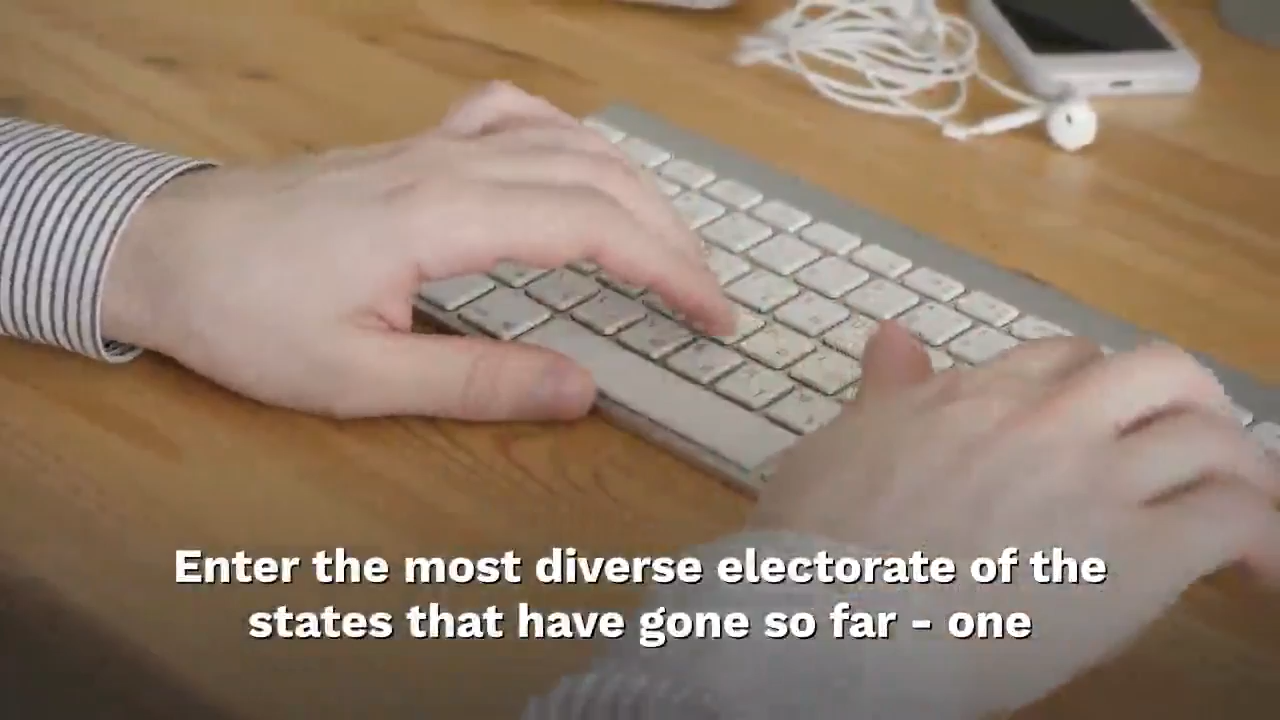 Enter the most diverse electorate of the
states that have gone so far - one